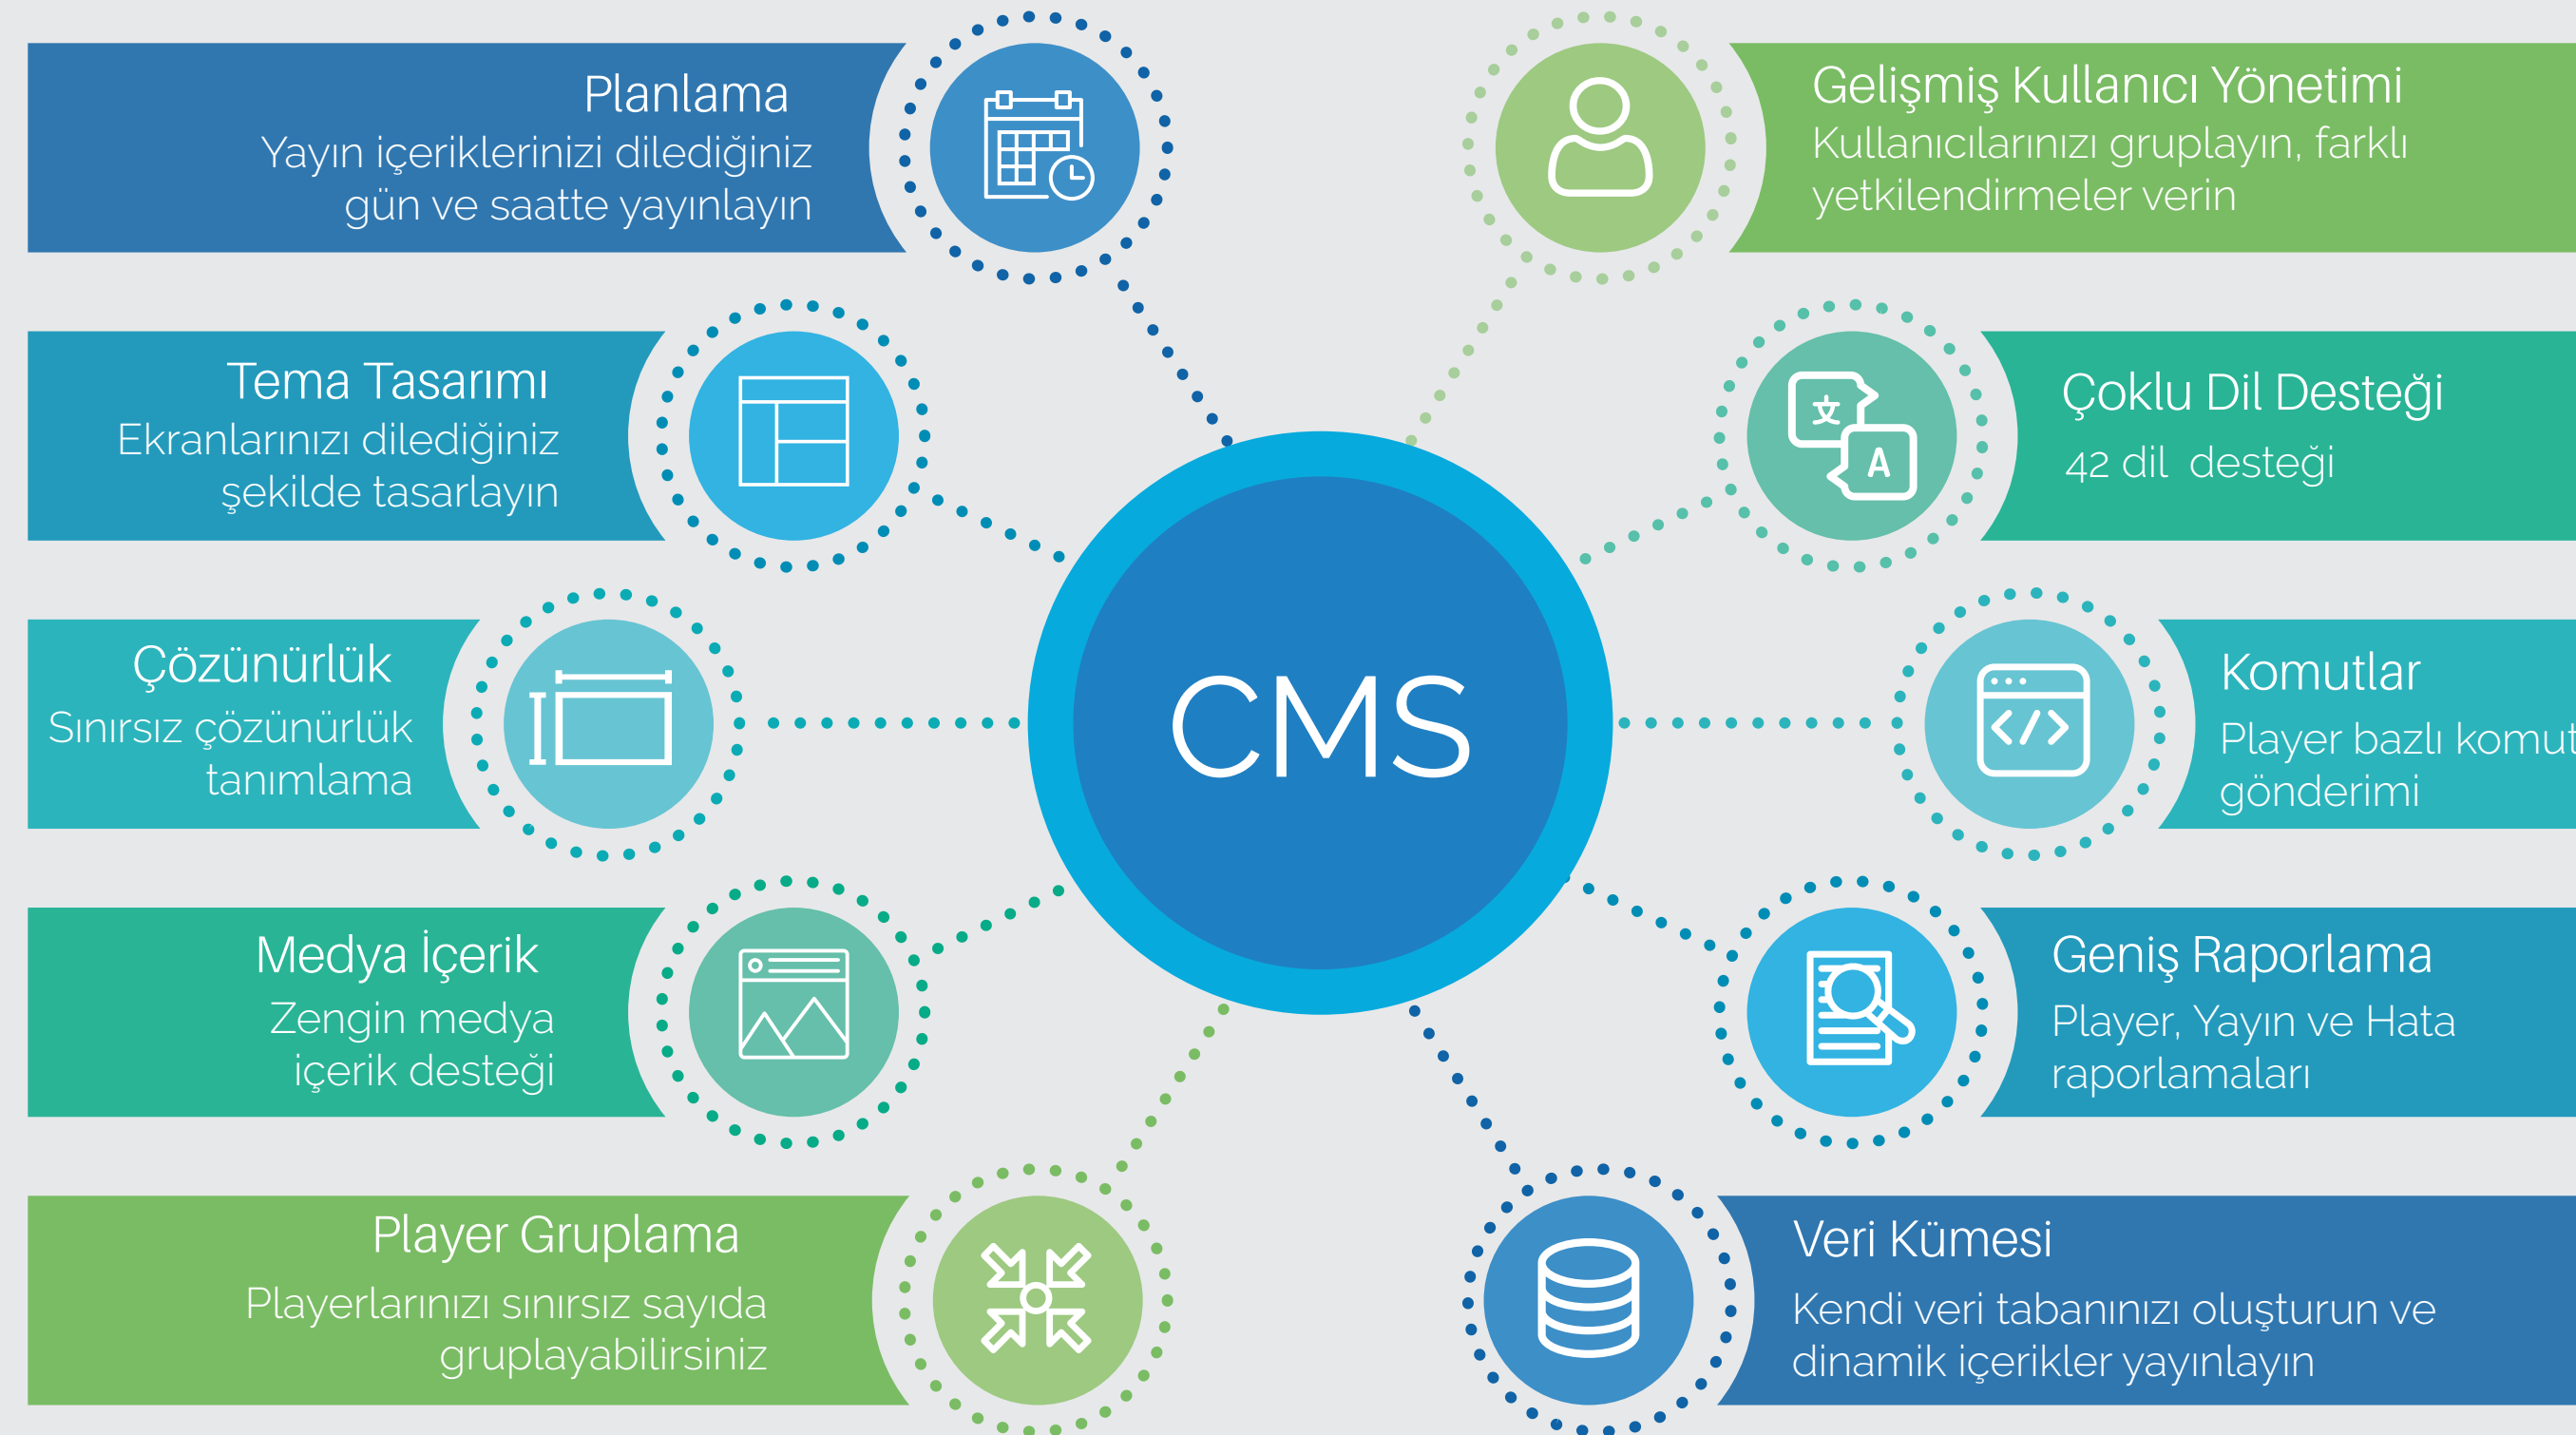 Planlama
Yayın içeriklerinizi dilediğiniz
gün ve saatte yayınlayın
Tema Tasarımı
Ekranlarınızı dilediğiniz
şekilde tasarlayın
Çözünürlük
Sınırsız çözünürlük
tanımlama
Medya İçerik
Zengin medya
içerik desteği
Player Gruplama
Playerlarınızı sınırsız sayıda
gruplayabilirsiniz
CMS
Gelişmiş Kullanıcı Yönetimi
Kullanıcılarınızı gruplayın, farklı
yetkilendirmeler verin
文
A
Çoklu Dil Desteği
42 dil desteği
Komutlar
Player bazlı komut
gönderimi
Geniş Raporlama
Player, Yayın ve Hata
raporlamaları
Veri Kümesi
Kendi veri tabanınızı oluşturun ve
dinamik içerikler yayınlayın